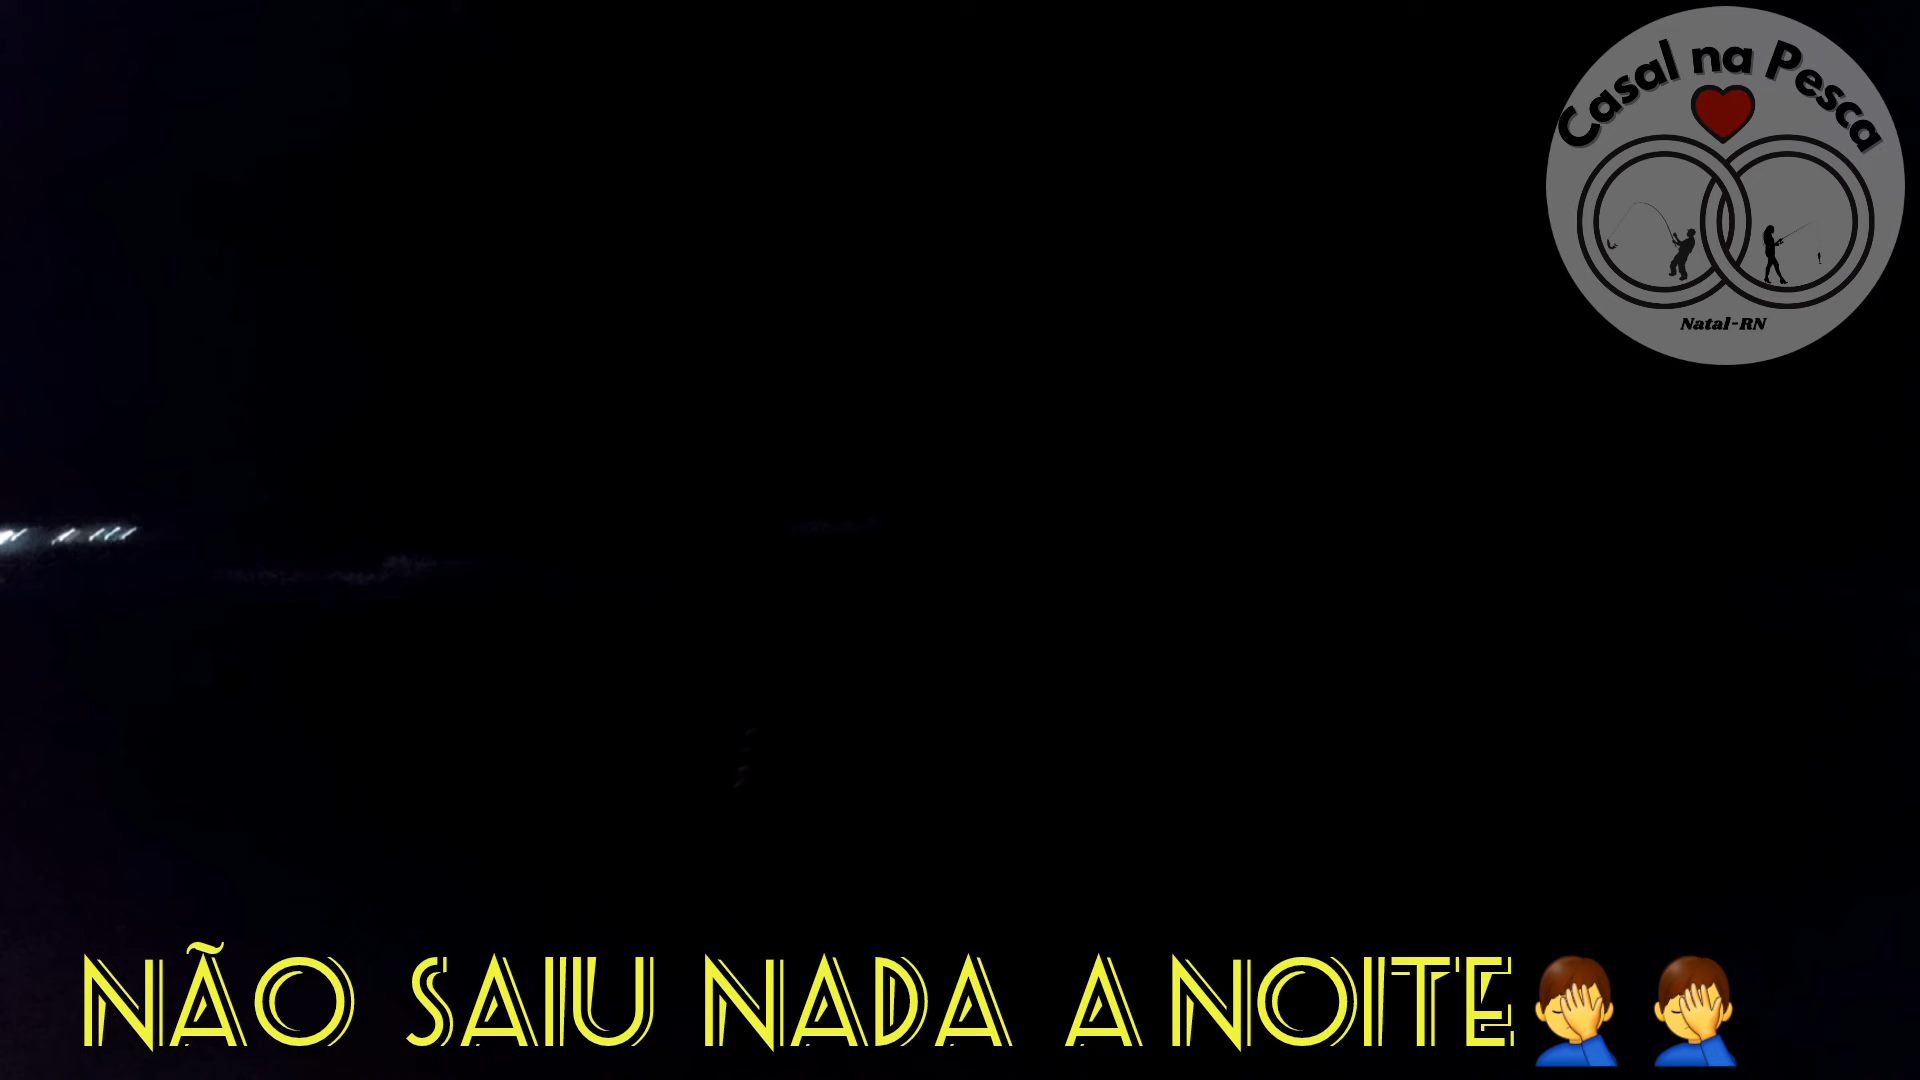 Casal na Pesca
Natal-RN
NÃO SAIU NADA A NOITE🤦‍♂️ 🤦‍♂️